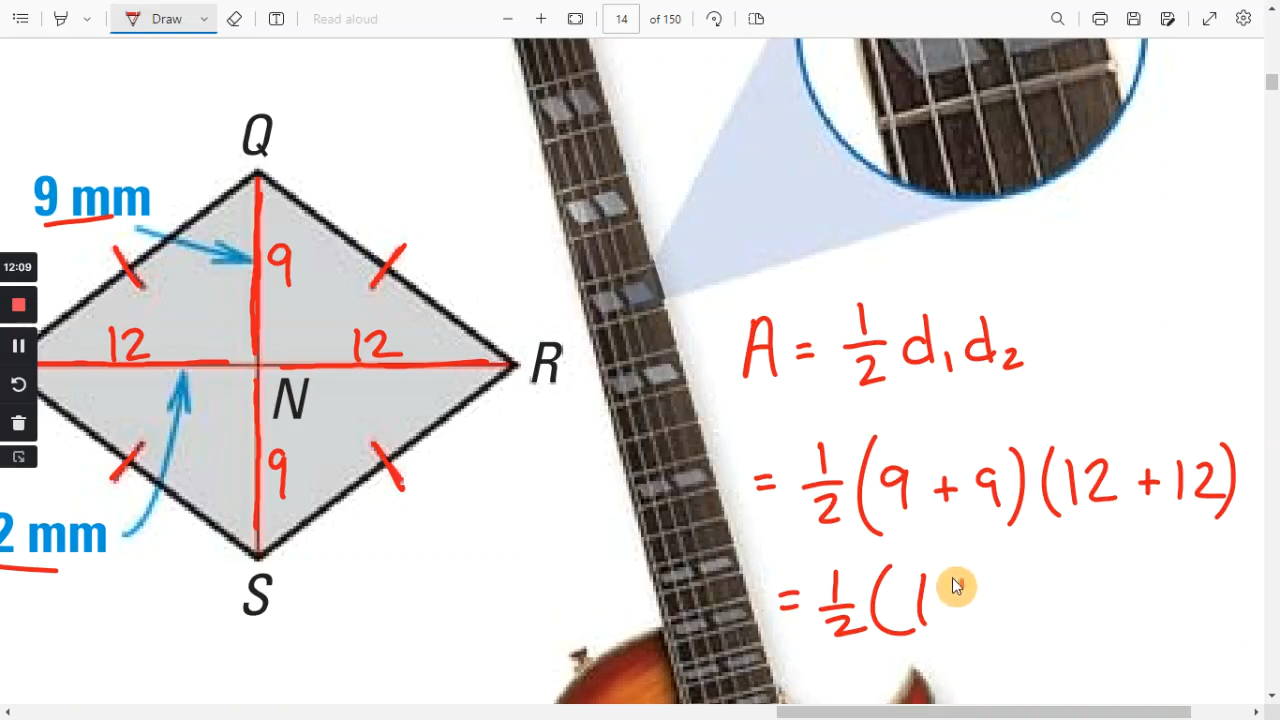 Draw
Read aloud
14 of 150
Q
9 mm
9
12:09
12 12
R
N
9
2 mm
S
A = 1/2 d₁ d₂
= 1/2 (9 + 9)(12 + 12)
= 1/2 (1